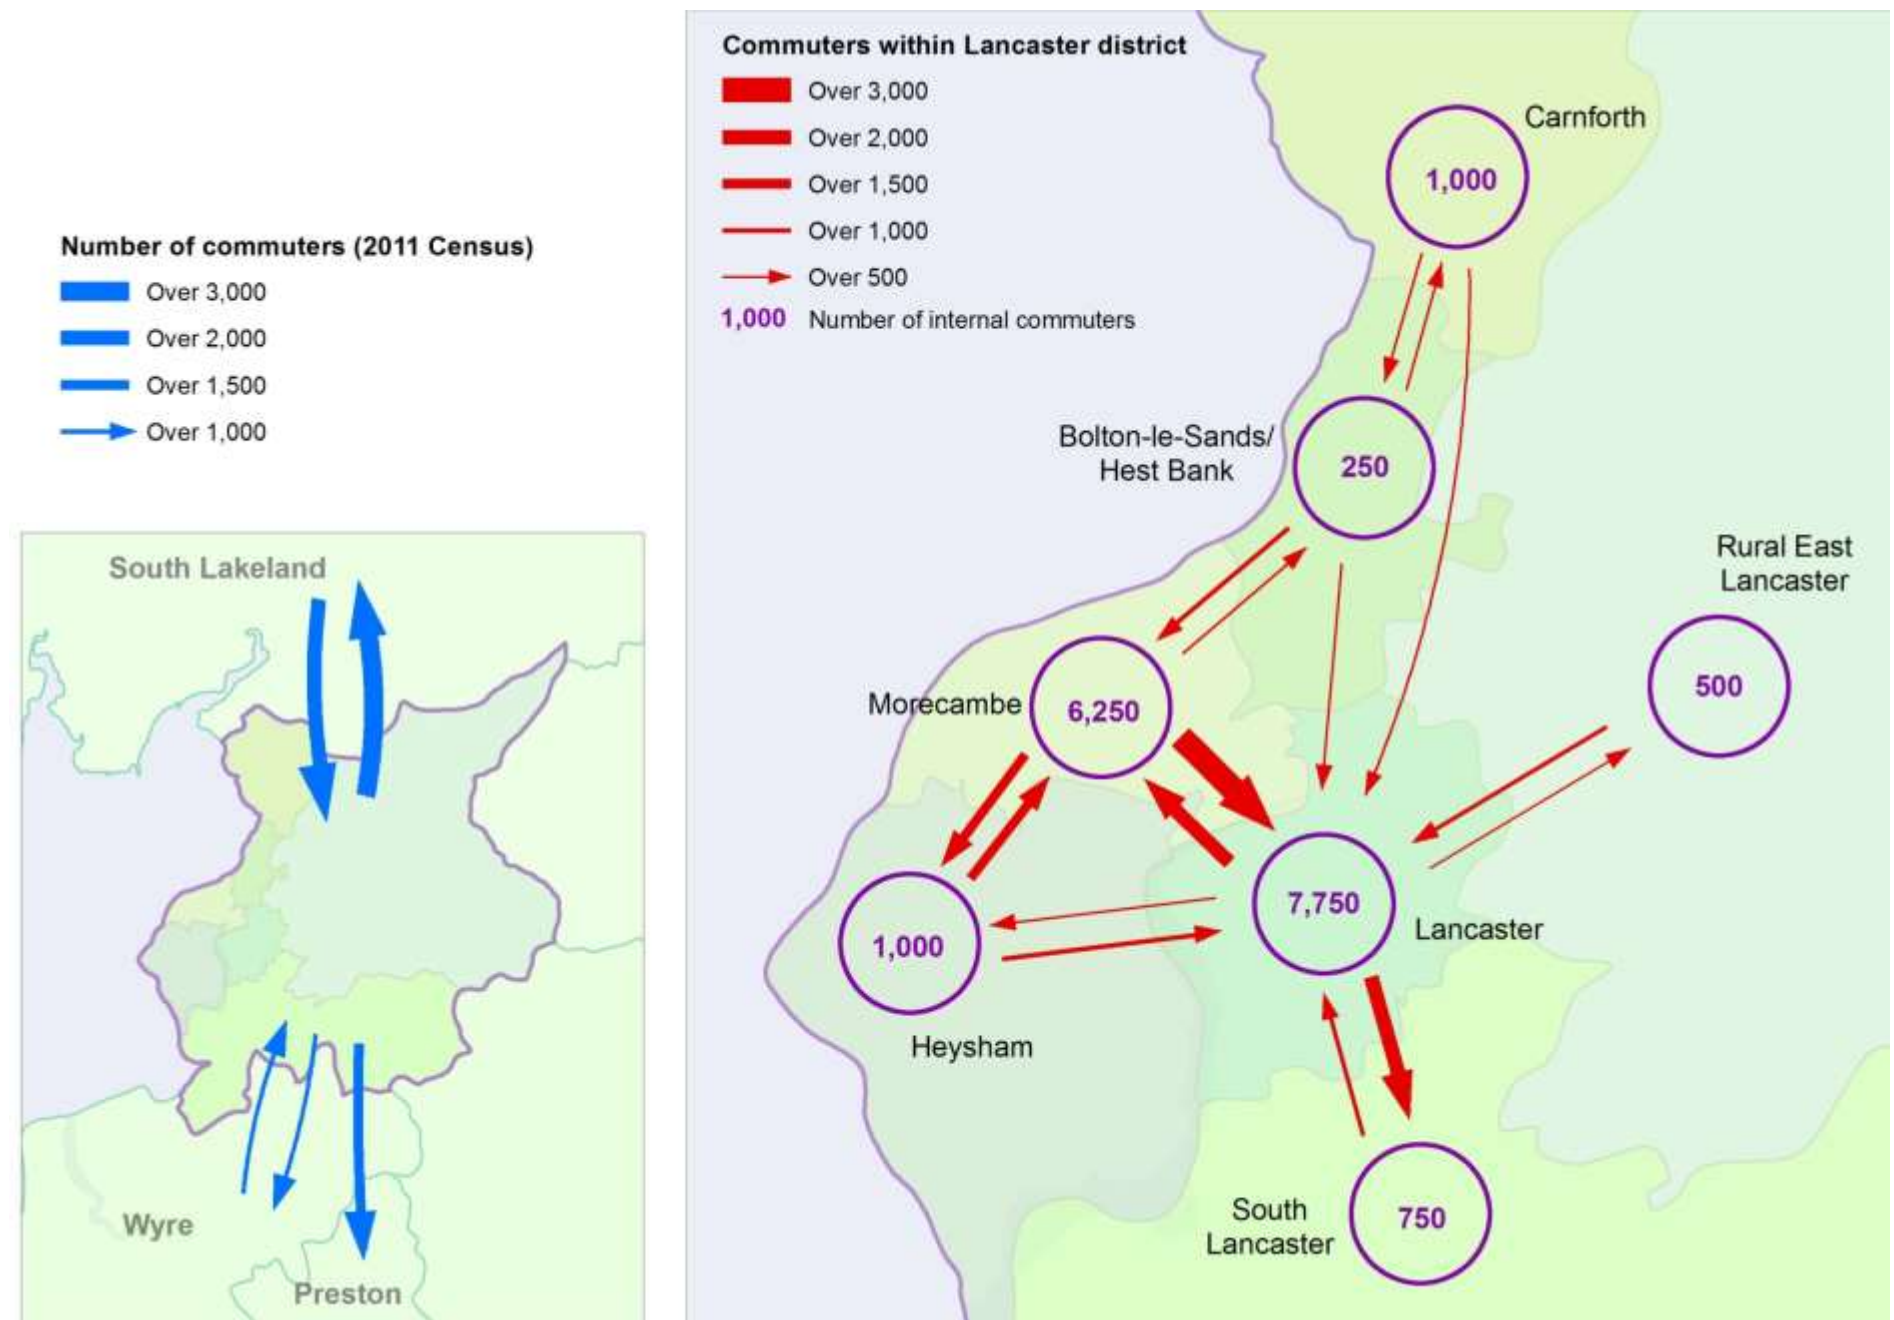 Number of commuters (2011 Census)
Over 3,000
Over 2,000
Over 1,500
Over 1,000
South Lakeland
Wyre
Preston
Commuters within Lancaster district
Over 3,000
Over 2,000
Over 1,500
Over 1,000
Over 500
1,000 Number of internal commuters
Carnforth
1,000
Bolton-le-Sands/
Hest Bank
250
Rural East
Lancaster
500
Morecambe
6,250
7,750
Lancaster
1,000
Heysham
South
Lancaster
750